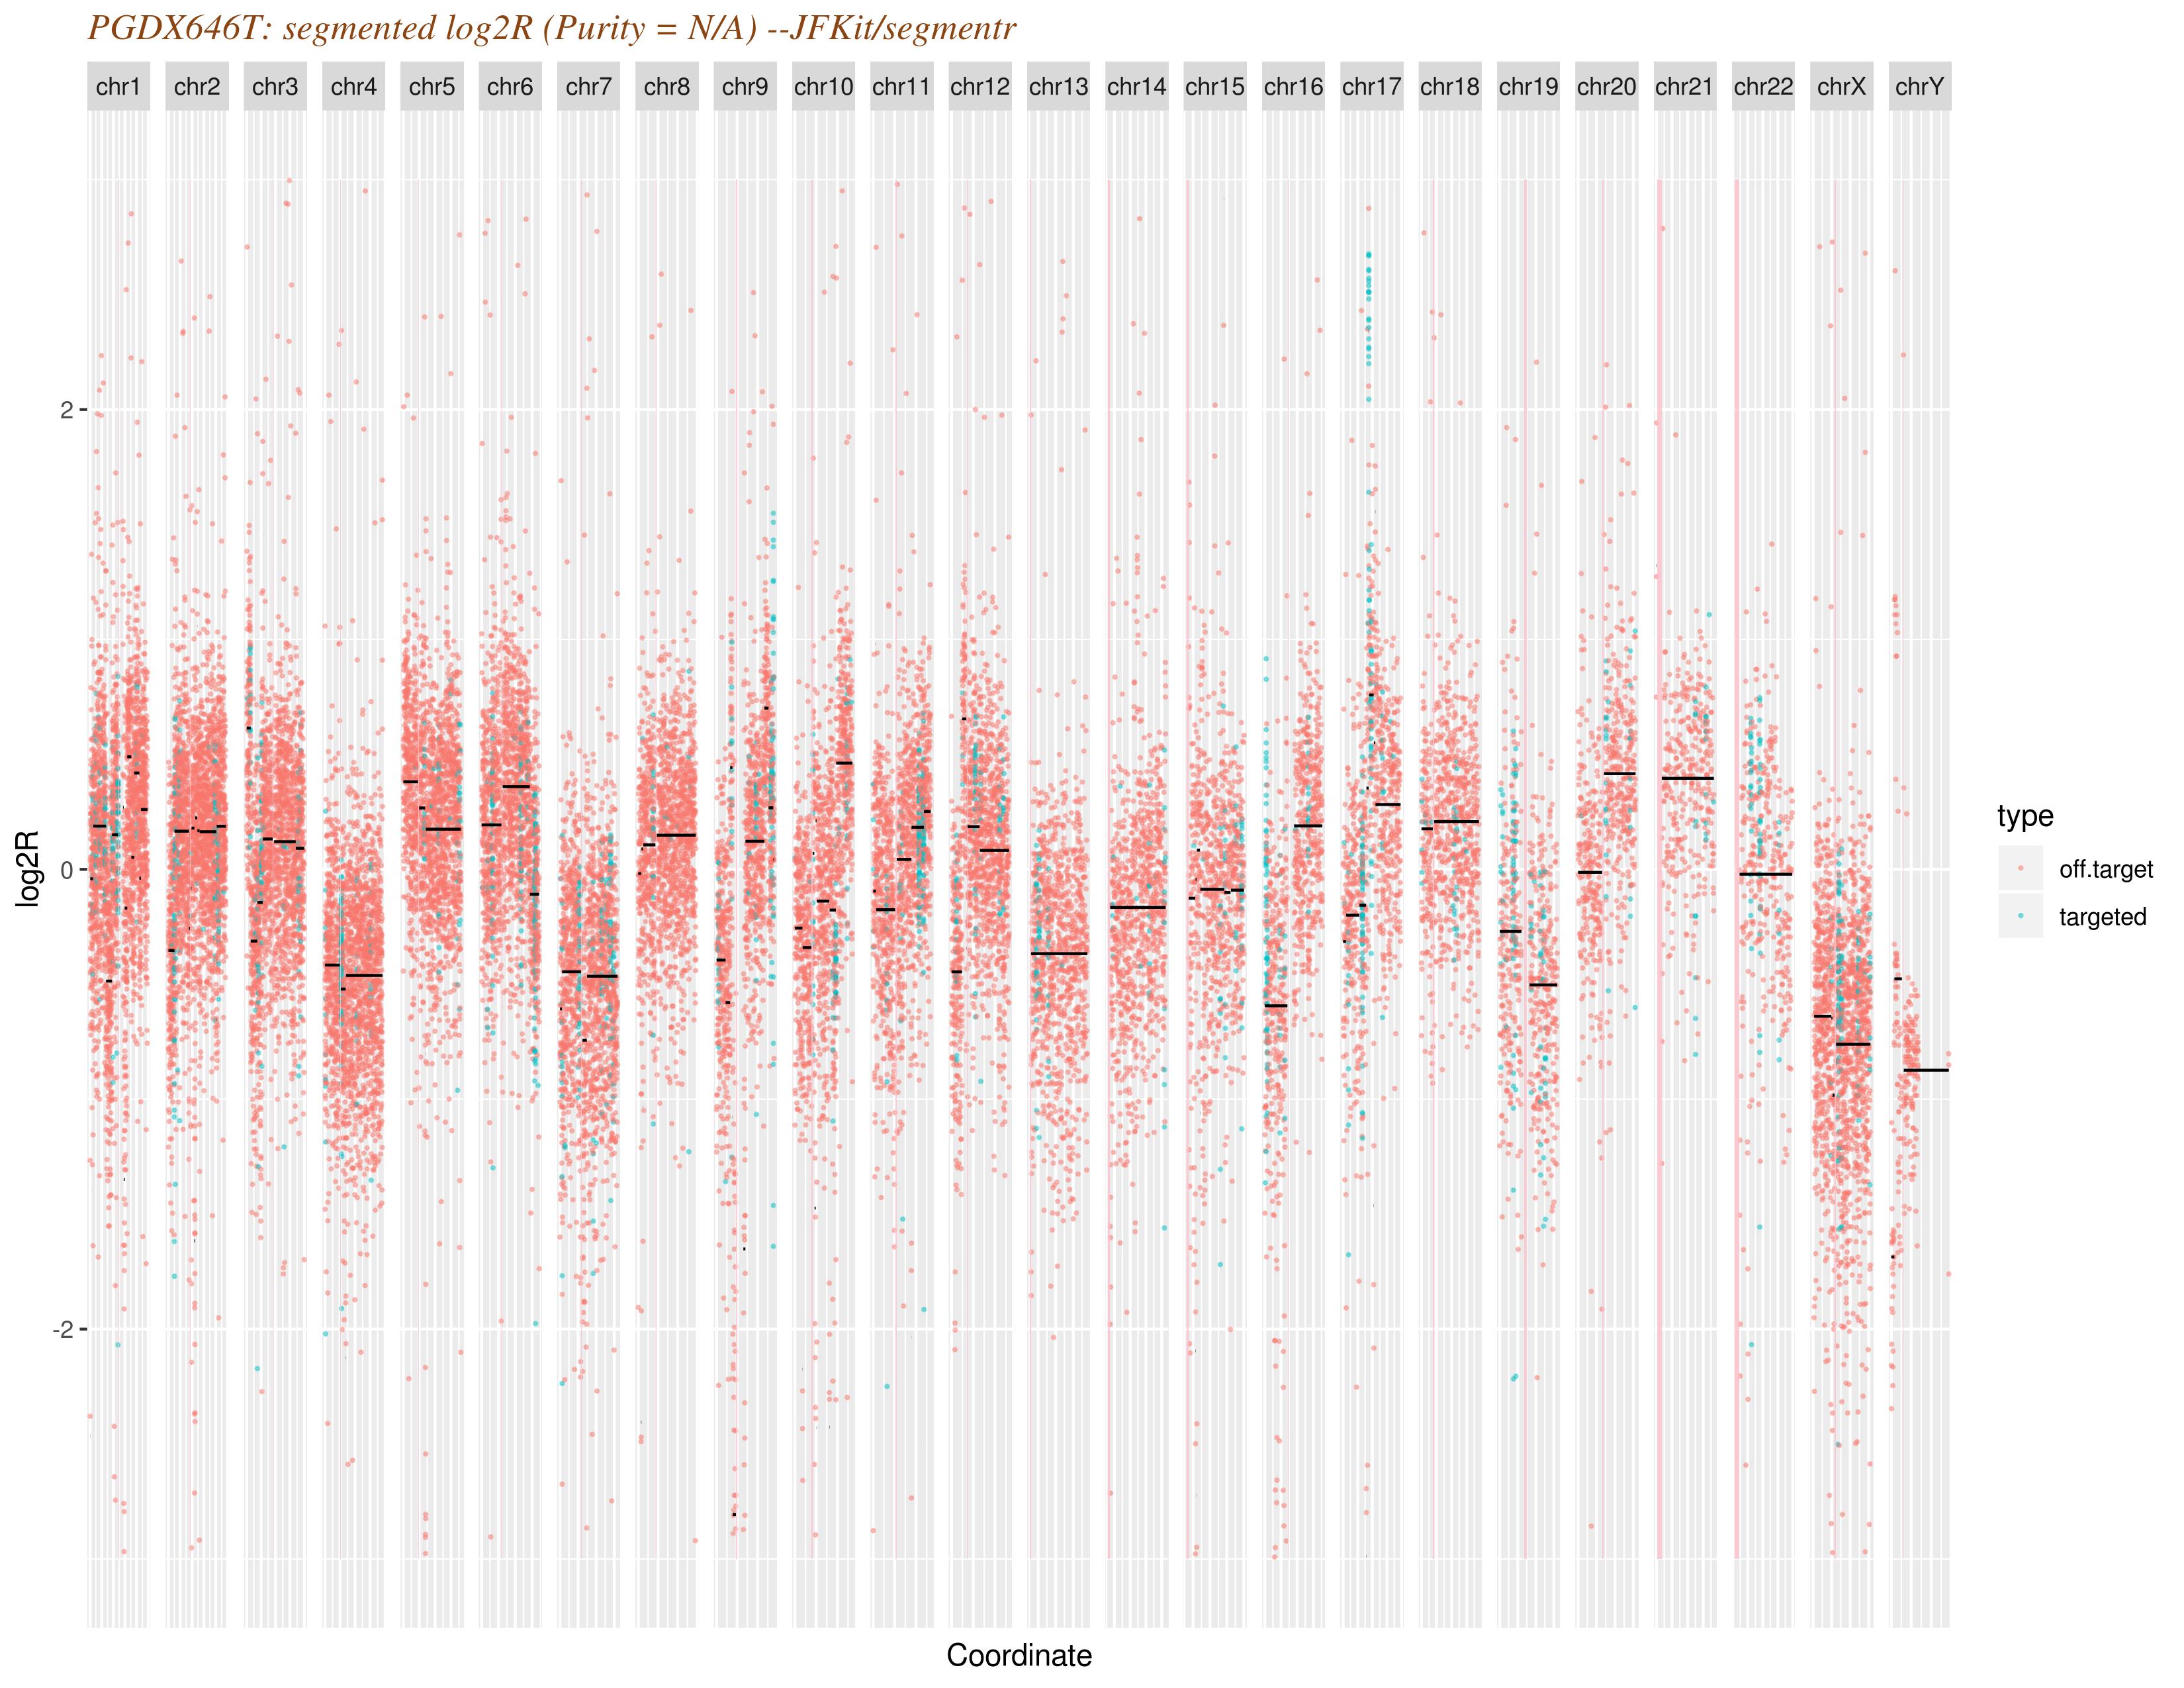 PGDX646T: segmented log2R (Purity = N/A) --JFKit/segmentr
chr1 chr2 chr3 chr4 chr5 chr6 chr7 chr8 chr9 chr10 chr11 chr12 chr13 chr14 chr15 chr16 chr17 chr18 chr19 chr20 chr21 chr22 chrX chrY
2
0
-2
log2R
Coordinate
type
off.target
targeted